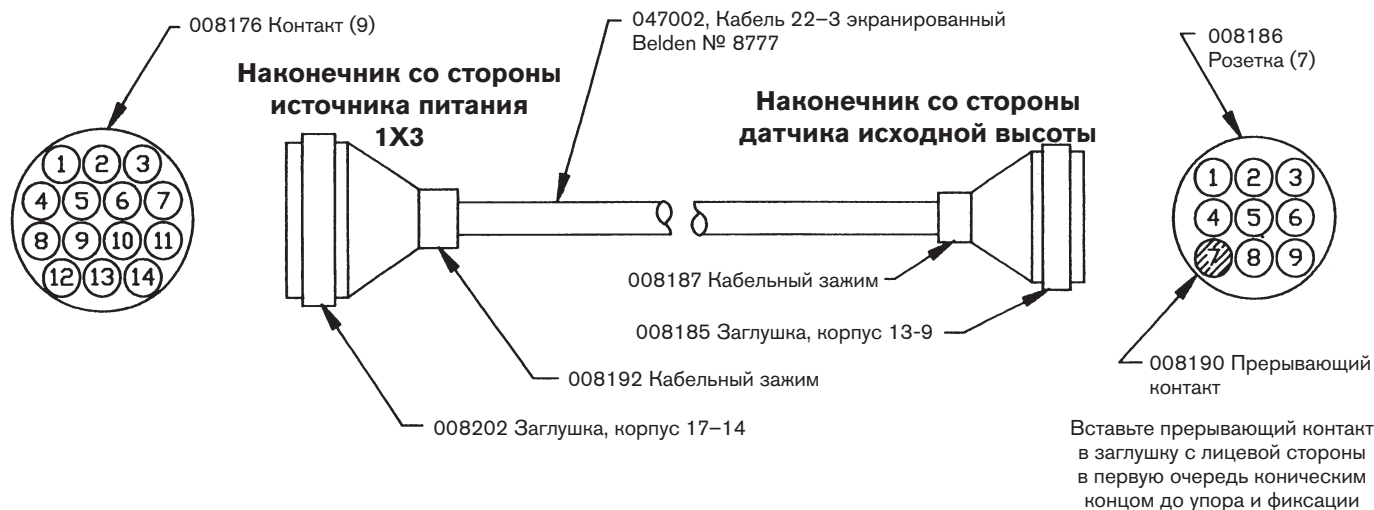 008176 Контакт (9)
047002, Кабель 22–3 экранированный
Belden № 8777
008186
Розетка (7)
Наконечник со стороны
источника питания
1X3
Наконечник со стороны
датчика исходной высоты
1 2 3
4 5 6 7
8 9 10 11
12 13 14
1 2 3
4 5 6
7 8 9
008187 Кабельный зажим
008185 Заглушка, корпус 13-9
008192 Кабельный зажим
008202 Заглушка, корпус 17–14
008190 Прерывающий
контакт
Вставьте прерывающий контакт
в заглушку с лицевой стороны
в первую очередь коническим
концом до упора и фиксации